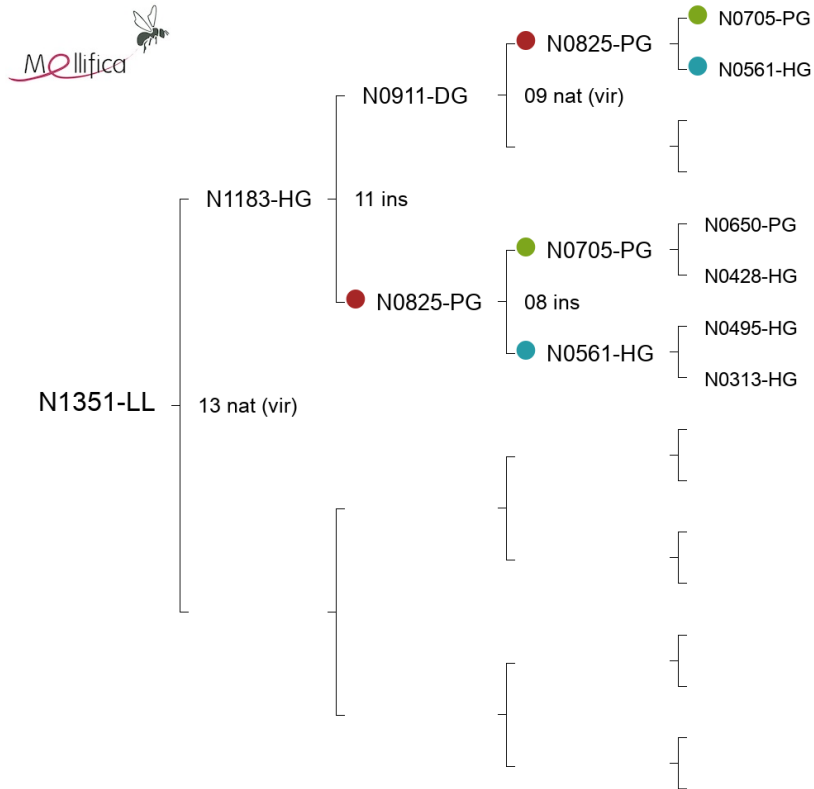 Mellifica
N0705-PG
N0825-PG
N0561-HG
N0911-DG
09 nat (vir)
N1183-HG
11 ins
N0650-PG
N0705-PG
N0428-HG
N0825-PG
08 ins
N0495-HG
N0561-HG
N0313-HG
N1351-LL
13 nat (vir)